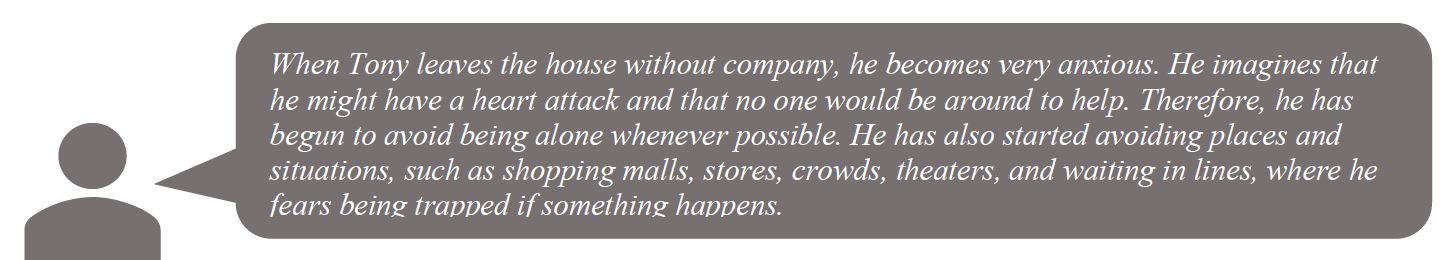 When Tony leaves the house without company, he becomes very anxious. He imagines that
he might have a heart attack and that no one would be around to help. Therefore, he has
begun to avoid being alone whenever possible. He has also started avoiding places and
situations, such as shopping malls, stores, crowds, theaters, and waiting in lines, where he
fears being trapped if something happens.